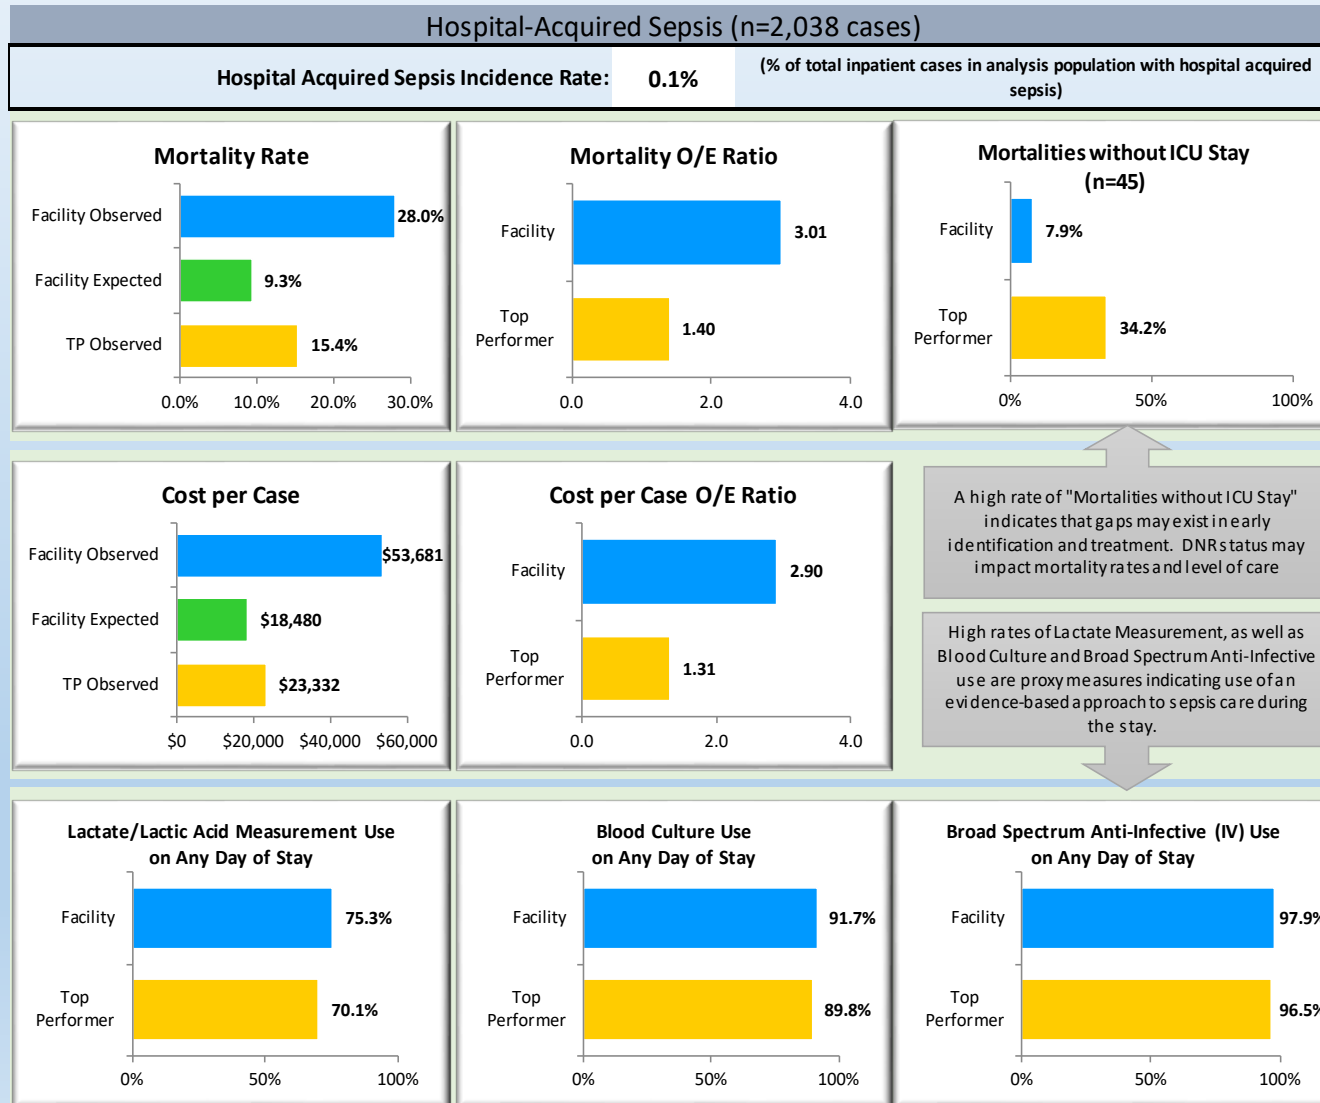 Hospital-Acquired Sepsis (n=2,038 cases)
Hospital Acquired Sepsis Incidence Rate: 0.1% (% of total inpatient cases in analysis population with hospital acquired
sepsis)
Mortality Rate
Facility Observed 28.0%
Facility Expected 9.3%
TP Observed 15.4%
0.0% 10.0% 20.0% 30.0%
Mortality O/E Ratio
Facility 3.01
Top
Performer 1.40
0.0 2.0 4.0
Mortalities without ICU Stay
(n=45)
Facility 7.9%
Top
Performer 34.2%
0% 50% 100%
Cost per Case
Facility Observed $53,681
Facility Expected $18,480
TP Observed $23,332
$0 $20,000 $40,000 $60,000
Cost per Case O/E Ratio
Facility 2.90
Top
Performer 1.31
0.0 2.0 4.0
A high rate of "Mortalities without ICU Stay"
indicates that gaps may exist in early
identification and treatment. DNR status may
impact mortality rates and level of care
High rates of Lactate Measurement, as well as
Blood Culture and Broad Spectrum Anti-Infective
use are proxy measures indicating use of an
evidence-based approach to sepsis care during
the stay.
Lactate/Lactic Acid Measurement Use
on Any Day of Stay
Facility 75.3%
Top
Performer 70.1%
0% 50% 100%
Blood Culture Use
on Any Day of Stay
Facility 91.7%
Top
Performer 89.8%
0% 50% 100%
Broad Spectrum Anti-Infective (IV) Use
on Any Day of Stay
Facility 97.9%
Top
Performer 96.5%
0% 50% 100%